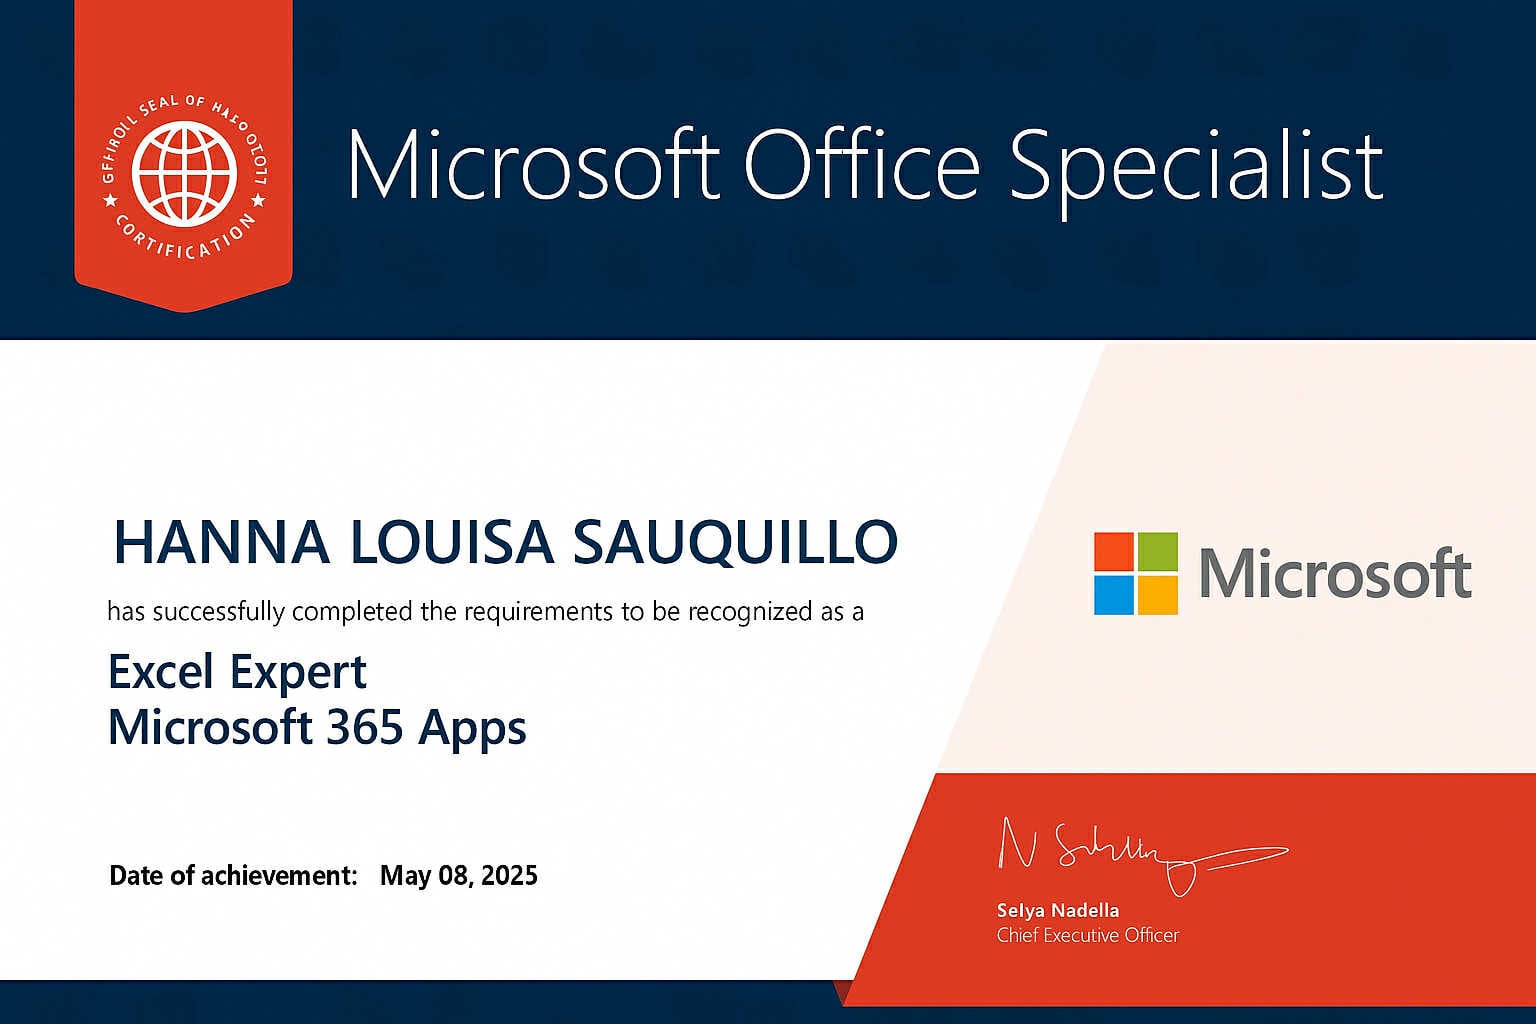 SEAL OF
CERTIFICATION
Microsoft Office Specialist
HANNA LOUISA SAUQUILLO
has successfully completed the requirements to be recognized as a
Excel Expert
Microsoft 365 Apps
Date of achievement: May 08, 2025
Microsoft
Selya Nadella
Chief Executive Officer